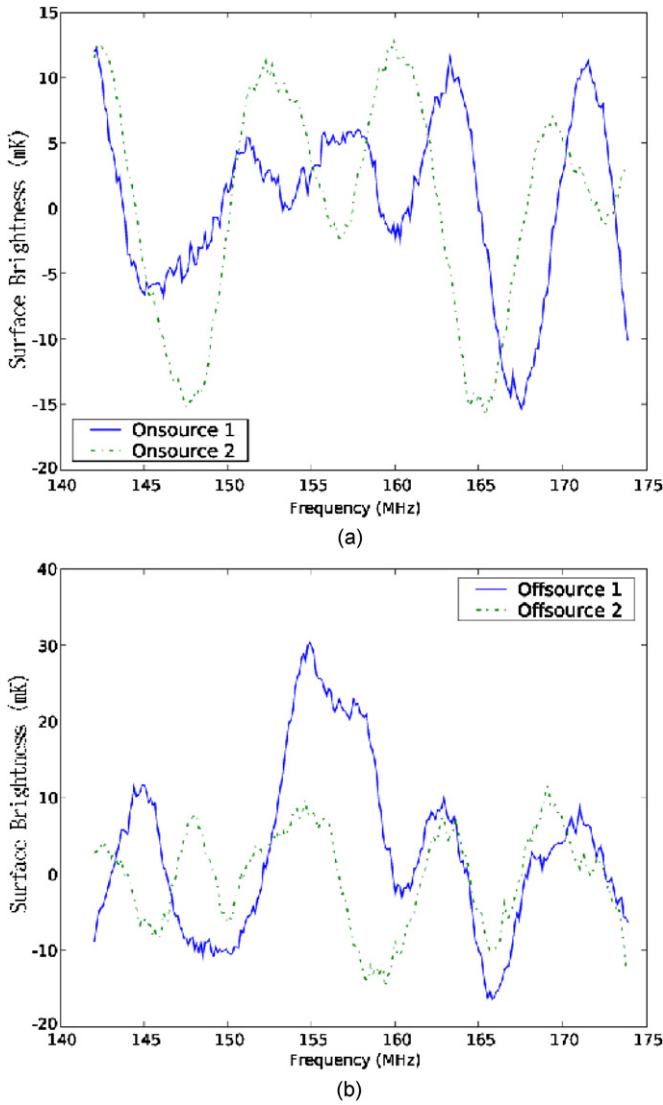 15
10
5
0
-5
-10
-15
-20
Surface Brightness (mK)
Onsource 1
Onsource 2
140 145 150 155 160 165 170 175
Frequency (MHz)
(a)
40
30
20
10
0
-10
-20
Surface Brightness (mK)
Offsource 1
Offsource 2
140 145 150 155 160 165 170 175
Frequency (MHz)
(b)